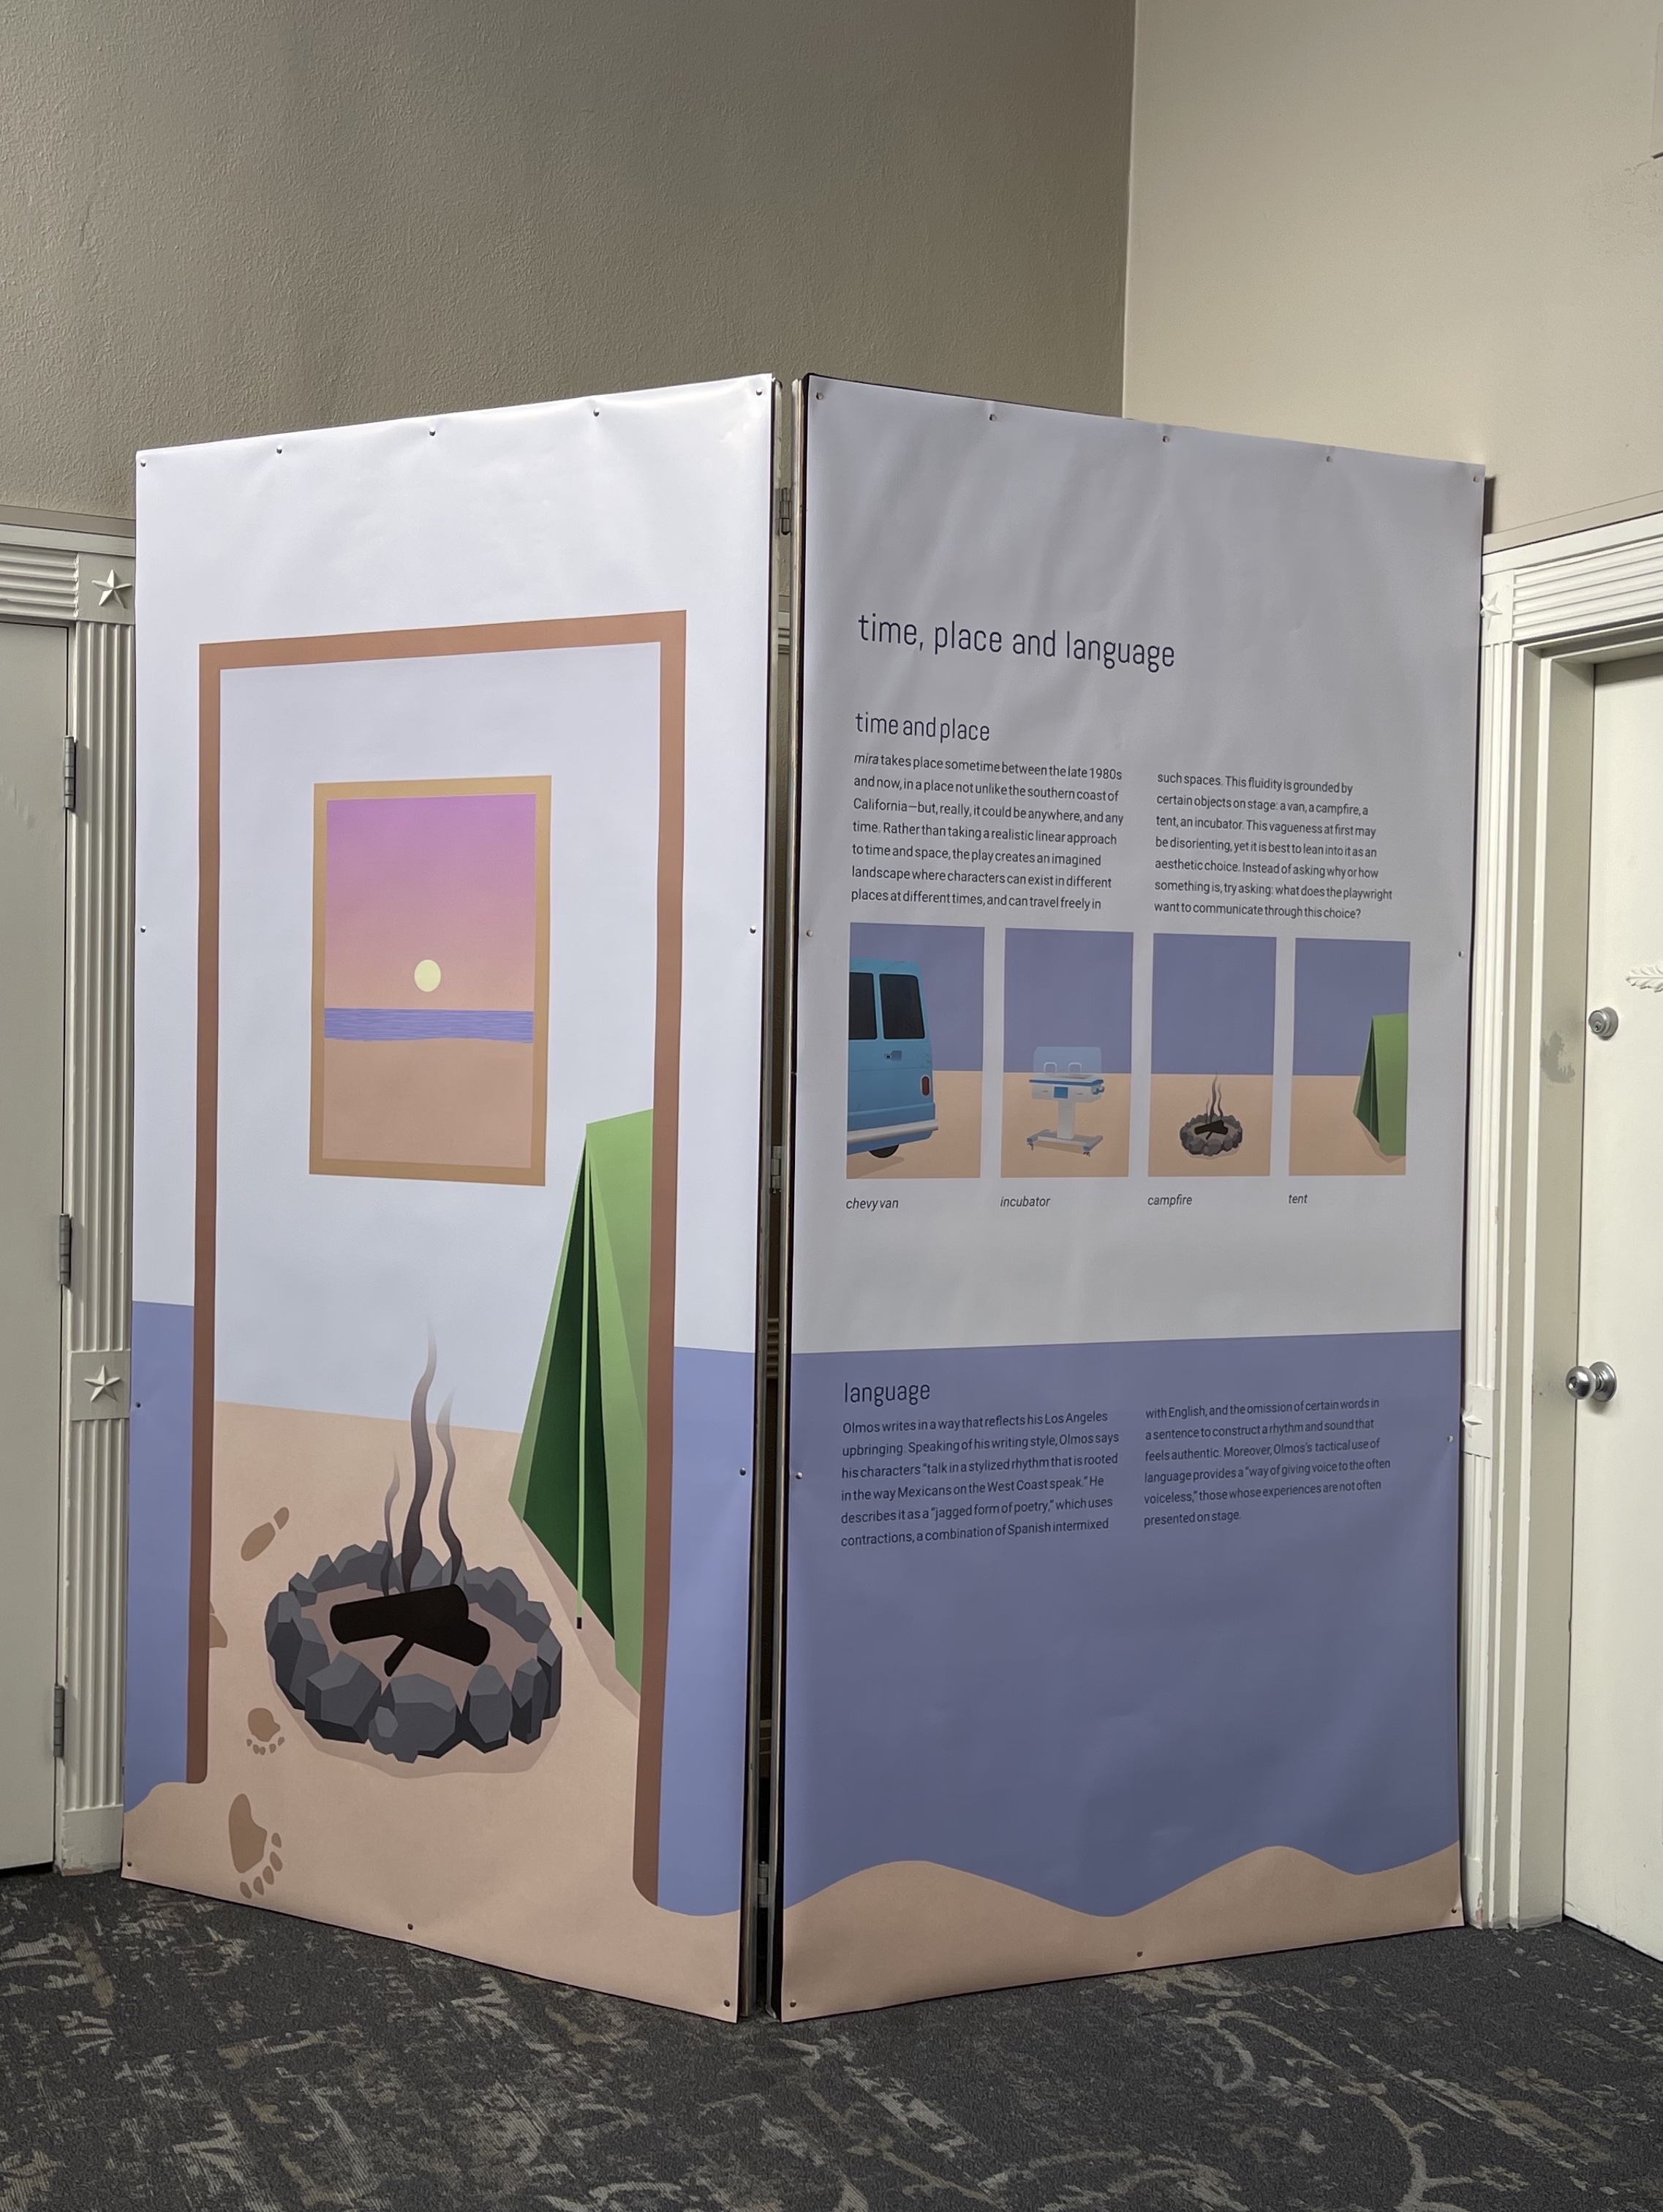 time, place and language
time and place
mira takes place sometime between the late 1980s
and now, in a place not unlike the southern coast of
California—but, really, it could be anywhere, and any
time. Rather than taking a realistic linear approach
to time and space, the play creates an imagined
landscape where characters can exist in different
places at different times, and can travel freely in
such spaces. This fluidity is grounded by
certain objects on stage: a van, a campfire, a
tent, an incubator. This vagueness at first may
be disorienting, yet it is best to lean into it as an
aesthetic choice. Instead of asking why or how
something is, try asking: what does the playwright
want to communicate through this choice?
chevy van
incubator
campfire
tent
language
Olmos writes in a way that reflects his Los Angeles
upbringing. Speaking of his writing style, Olmos says
his characters “talk in a stylized rhythm that is rooted
in the way Mexicans on the West Coast speak.” He
describes it as a “jagged form of poetry,” which uses
contractions, a combination of Spanish intermixed
with English, and the omission of certain words in
a sentence to construct a rhythm and sound that
feels authentic. Moreover, Olmos’s tactical use of
language provides a “way of giving voice to the often
voiceless,” those whose experiences are not often
presented on stage.